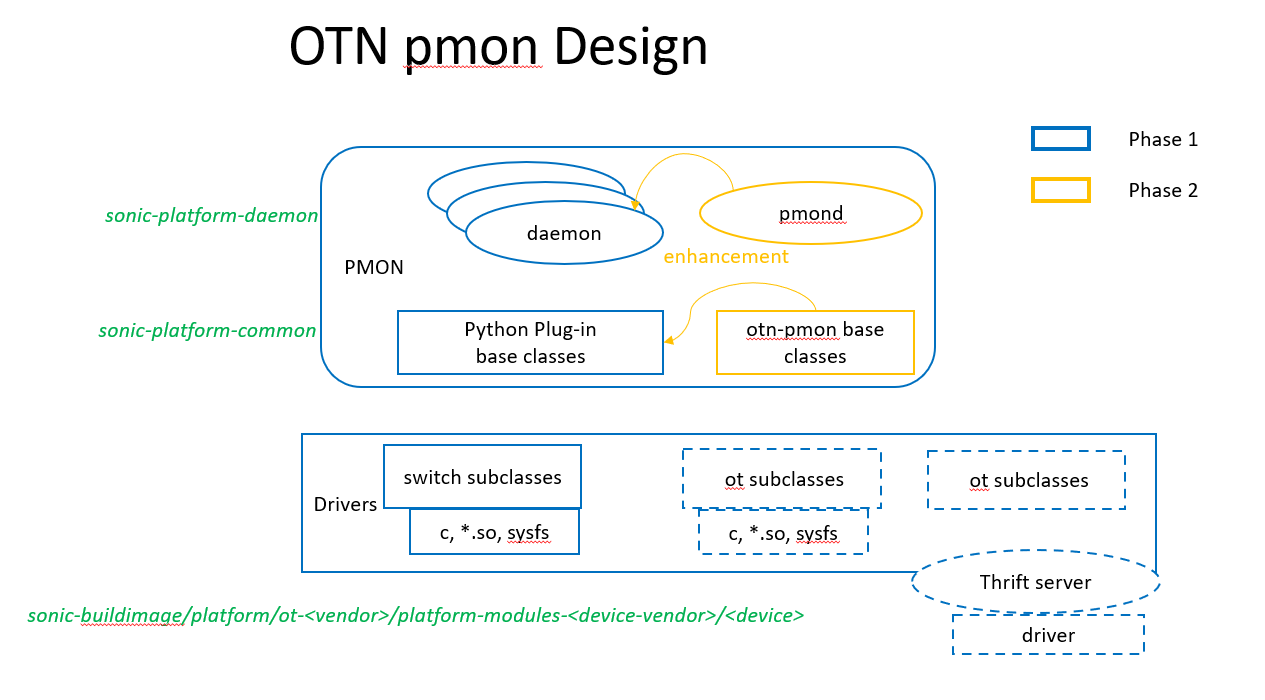 OTN pmon Design
Phase 1
Phase 2
sonic-platform-daemon
daemon
pmond
enhancement
PMON
sonic-platform-common
Python Plug-in
base classes
otn-pmon base
classes
Drivers
switch subclasses
c, *.so, sysfs
ot subclasses
c, *.so, sysfs
ot subclasses
Thrift server
driver
sonic-buildimage/platform/ot-<vendor>/platform-modules-<device-vendor>/<device>